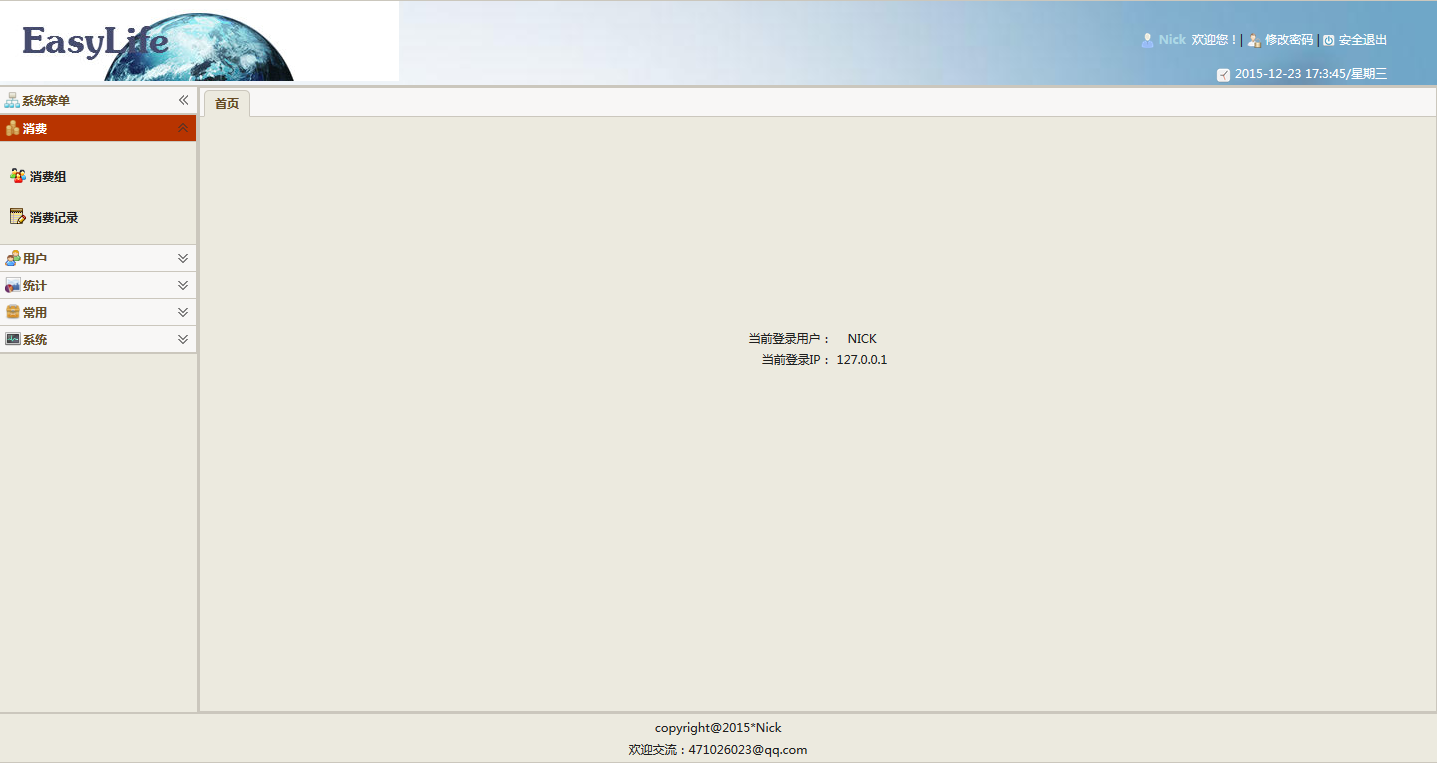 EasyLife
Nick 欢迎您！| 修改密码 | 安全退出
2015-12-23 17:3:45/星期三
系统菜单
首页
消费
消费组
消费记录
用户
统计
常用
系统
当前登录用户： NICK
当前登录IP： 127.0.0.1
copyright@2015*Nick
欢迎交流：471026023@qq.com